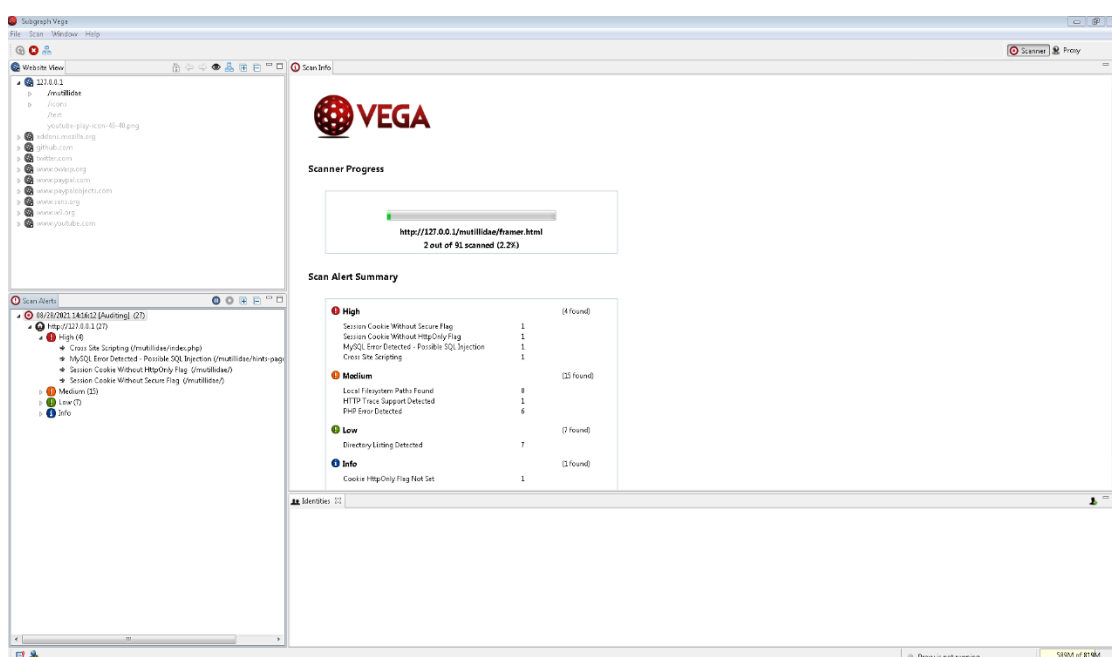 Subgraph Vega
File Scan Window Help
Scanner Proxy
Website View
127.0.0.1
/mutillidae
/icons
/test
youtube-play-icon-40-40.png
addons.mozilla.org
github.com
twitter.com
www.owasp.org
www.paypal.com
www.paypalobjects.com
www.sans.org
www.youtube.com
Scan Info
VEGA
Scanner Progress
http://127.0.0.1/mutillidae/framer.html
2 out of 91 scanned (2.2%)
Scan Alert Summary
High (4 found)
Session Cookie Without Secure Flag 1
Session Cookie Without HttpOnly Flag 1
MySQL Error Detected - Possible SQL Injection 1
Cross Site Scripting 1
Medium (15 found)
Local Filesystem Paths Found 8
HTTP Trace Support Detected 1
PHP Error Detected 6
Low (7 found)
Directory Listing Detected 7
Info (1 found)
Cookie HttpOnly Flag Not Set 1
Scan Alerts
08/28/2021 14:16:12 [Auditing] (27)
http://127.0.0.1 (27)
High (4)
Cross Site Scripting (/mutillidae/index.php)
MySQL Error Detected - Possible SQL Injection (/mutillidae/hints-page
Session Cookie Without HttpOnly Flag (/mutillidae/)
Session Cookie Without Secure Flag (/mutillidae/)
Medium (15)
Low (7)
Info
Identities
Proxy is not running
589M of 819M